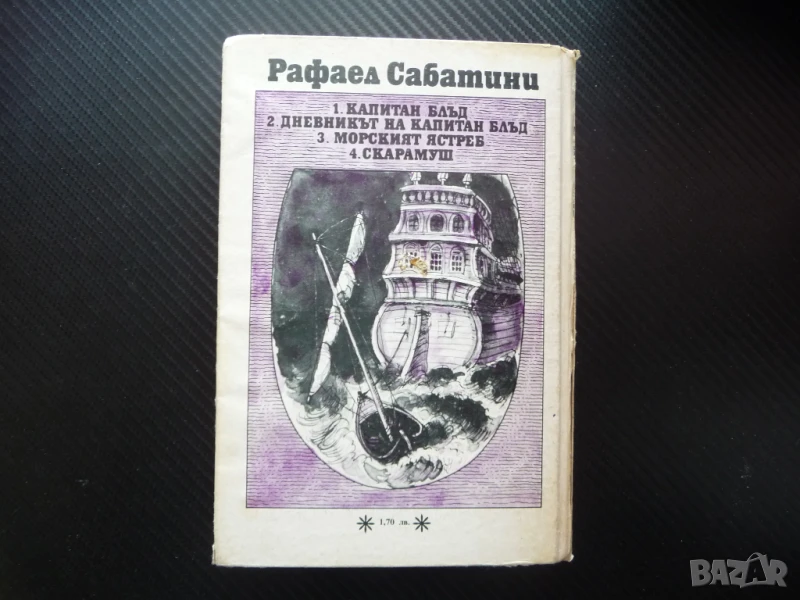 Рафаел Сабатини
1. КАПИТАН БЛЪД
2. ДНЕВНИКЪТ НА КАПИТАН БЛЪД
3. МОРСКИЯТ ЯСТРЕБ
4. СКАРАМУШ
1,70 лв.
BAZAR